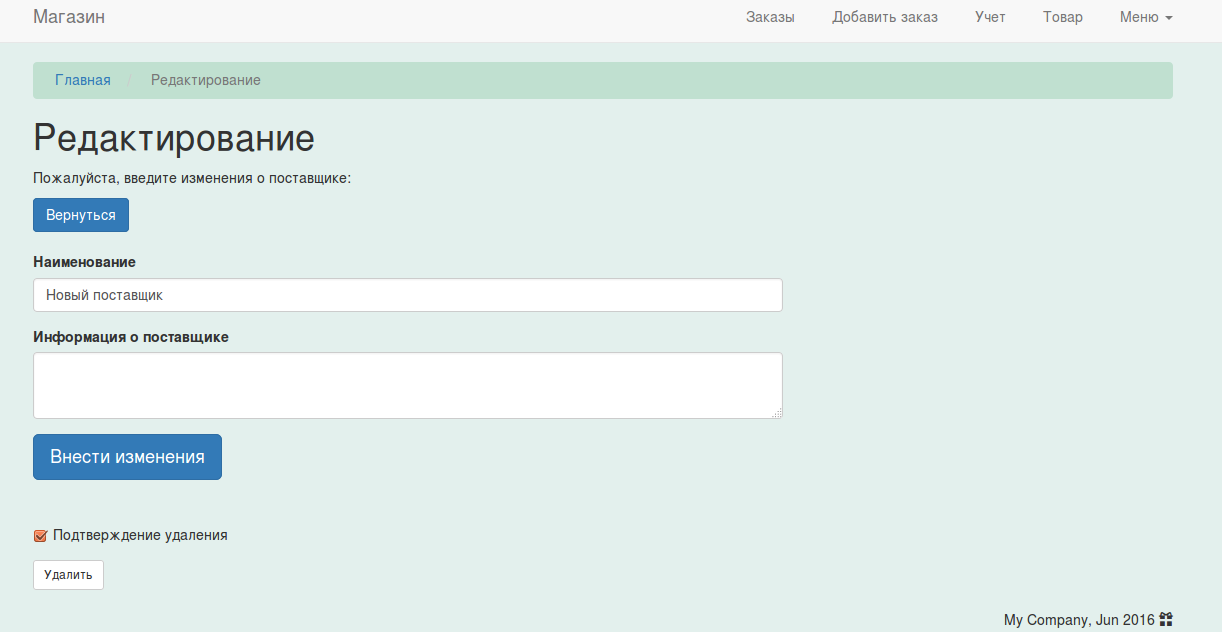 Магазин
Заказы Добавить заказ Учет Товар Меню
Главная / Редактирование
Редактирование
Пожалуйста, введите изменения о поставщике:
Вернуться
Наименование
Новый поставщик
Информация о поставщике
Внести изменения
Подтверждение удаления
Удалить
My Company, Jun 2016